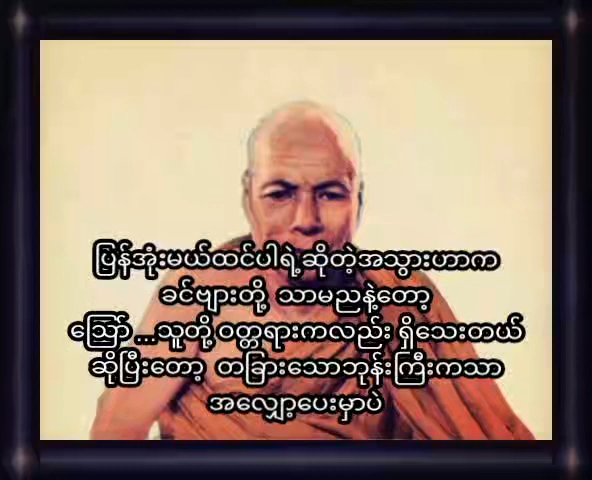 ပြန်အုံးမယ်ထင်ပါရဲ့ဆိုတဲ့အသွားဟာက
ခင်ဗျားတို့ သာမညနဲ့တော့
သြော် ...သူတို့ ဝတ္တရားကလည်း ရှိသေးတယ်
ဆိုပြီးတော့ တခြားသောဘုန်းကြီးကသာ
အလျှော့ပေးမှာပဲ